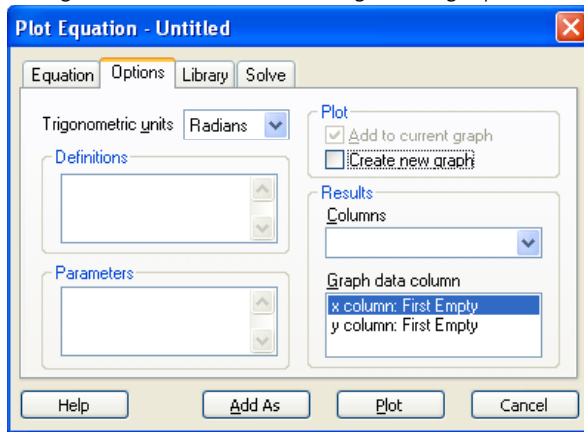 Plot Equation - Untitled
Equation Options Library Solve
Trigonometric units Radians
Definitions
Parameters
Plot
Add to current graph
Create new graph
Results
Columns
Graph data column
x column: First Empty
y column: First Empty
Help Add As Plot Cancel